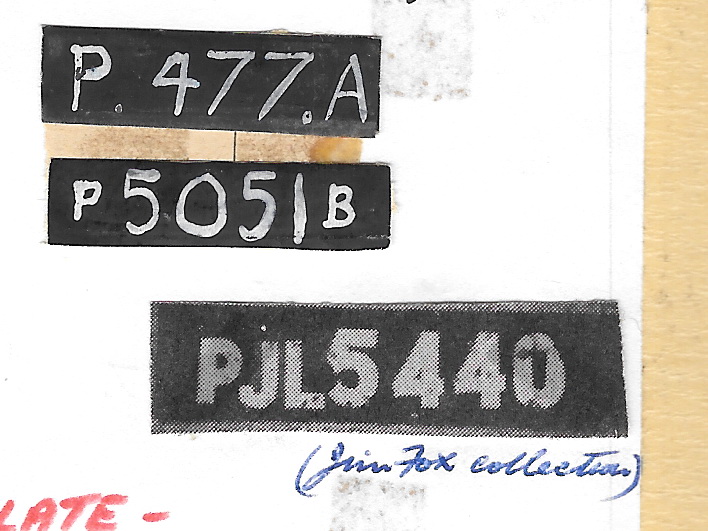 P. 477. A
P 5051 B
PJL 5440
(Jim Fox collection)
LATE -